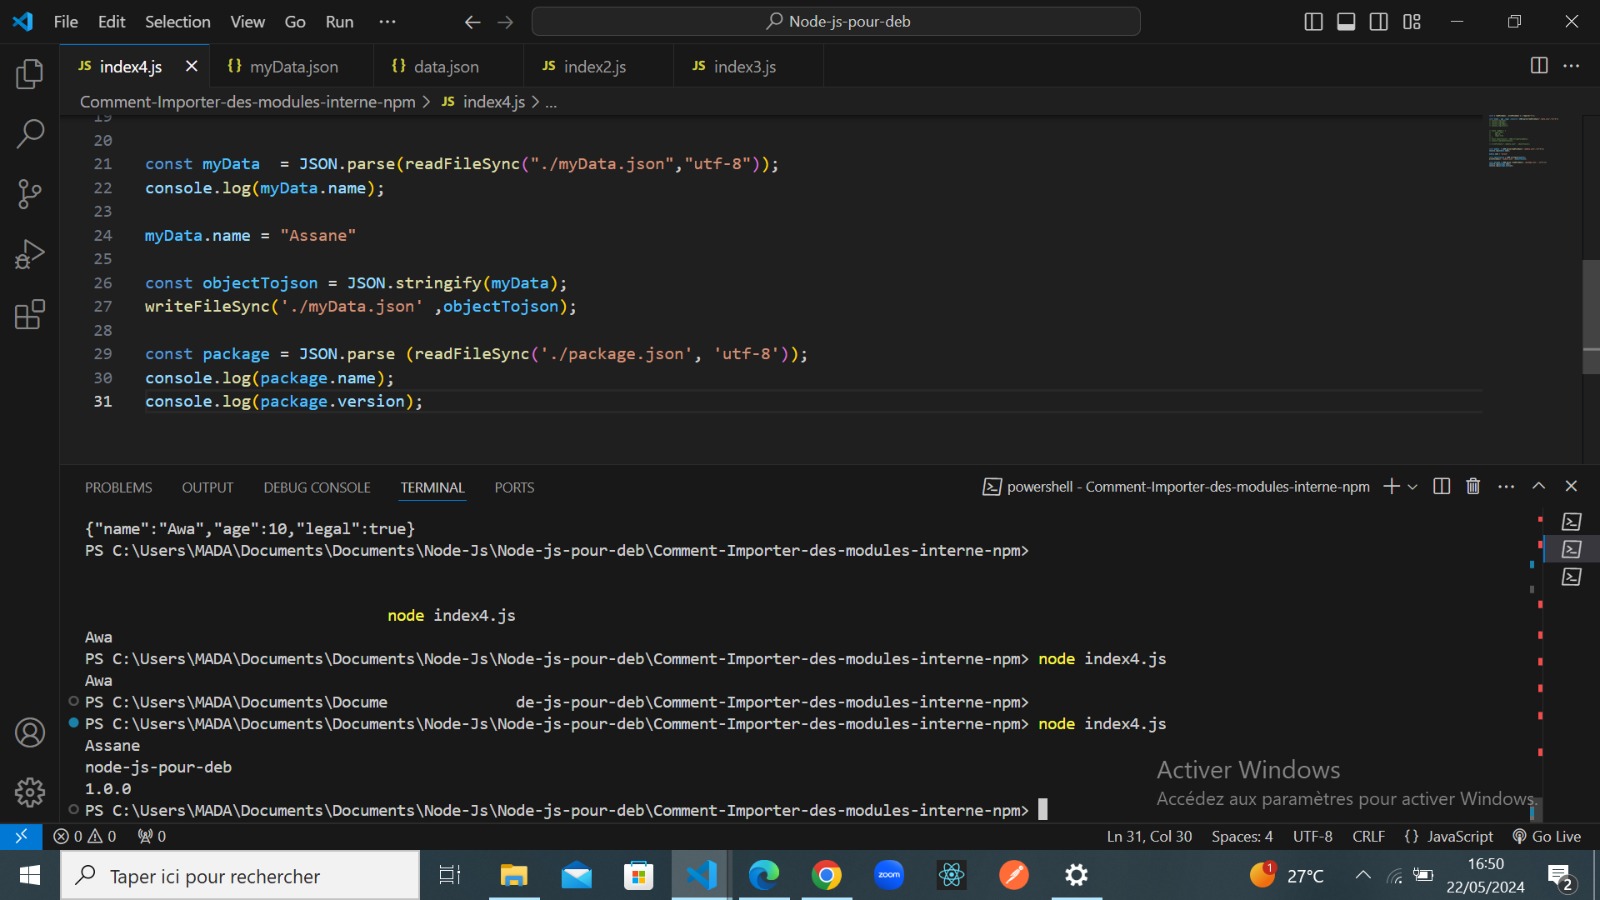 File Edit Selection View Go Run ··· Node-js-pour-deb
JS index4.js {} myData.json {} data.json JS index2.js JS index3.js
Comment-Importer-des-modules-interne-npm > JS index4.js > ...
19
20
21 const myData  = JSON.parse(readFileSync("./myData.json","utf-8"));
22 console.log(myData.name);
23
24 myData.name = "Assane"
25
26 const objectTojson = JSON.stringify(myData);
27 writeFileSync('./myData.json' ,objectTojson);
28
29 const package = JSON.parse (readFileSync('./package.json', 'utf-8'));
30 console.log(package.name);
31 console.log(package.version);
PROBLEMS OUTPUT DEBUG CONSOLE TERMINAL PORTS powershell - Comment-Importer-des-modules-interne-npm
{"name":"Awa","age":10,"legal":true}
PS C:\Users\MADA\Documents\Documents\Node-Js\Node-js-pour-deb\Comment-Importer-des-modules-interne-npm>
node index4.js
Awa
PS C:\Users\MADA\Documents\Documents\Node-Js\Node-js-pour-deb\Comment-Importer-des-modules-interne-npm> node index4.js
Awa
PS C:\Users\MADA\Documents\Docume de-js-pour-deb\Comment-Importer-des-modules-interne-npm>
PS C:\Users\MADA\Documents\Documents\Node-Js\Node-js-pour-deb\Comment-Importer-des-modules-interne-npm> node index4.js
Assane
node-js-pour-deb
1.0.0
PS C:\Users\MADA\Documents\Documents\Node-Js\Node-js-pour-deb\Comment-Importer-des-modules-interne-npm>
Activer Windows
Accédez aux paramètres pour activer Windows.
0 0 0 Ln 31, Col 30 Spaces: 4 UTF-8 CRLF {} JavaScript Go Live
Taper ici pour rechercher zoom 1 27°C 16:50
22/05/2024 2